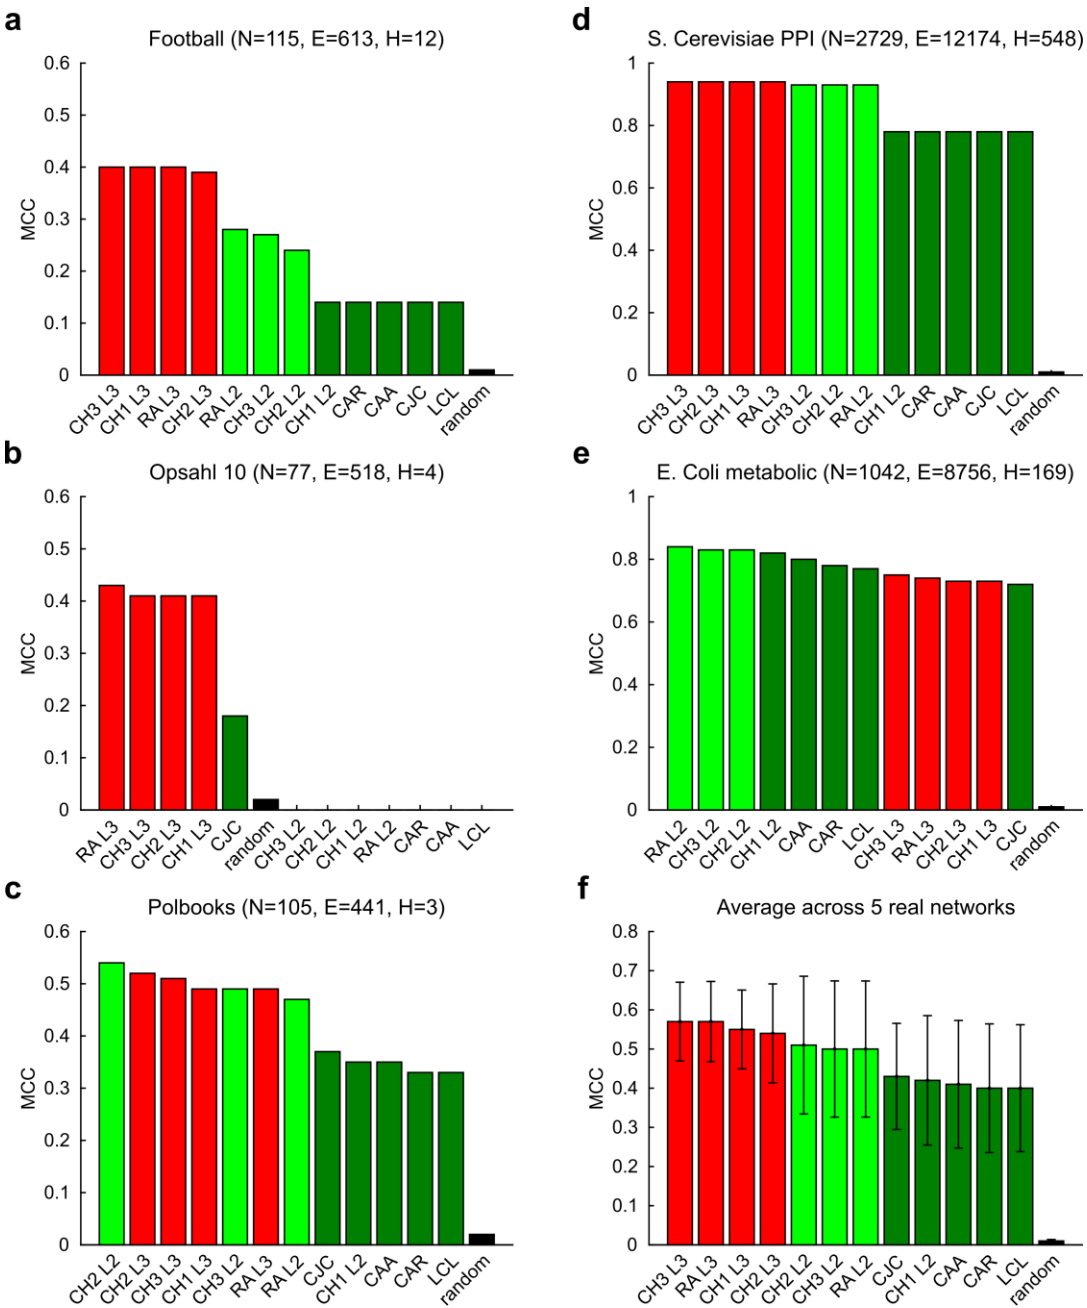 a
Football (N=115, E=613, H=12)
0.6
0.5
0.4
0.3
0.2
0.1
0
MCC
CH3 L3
CH1 L3
RA L3
CH2 L3
RA L2
CH3 L2
CH2 L2
CH1 L2
CAR
CAA
CJC
LCL
random
b
Opsahl 10 (N=77, E=518, H=4)
0.6
0.5
0.4
0.3
0.2
0.1
0
MCC
RA L3
CH3 L3
CH2 L3
CH1 L3
CJC
random
CH3 L2
CH2 L2
CH1 L2
RA L2
CAR
CAA
LCL
c
Polbooks (N=105, E=441, H=3)
0.6
0.5
0.4
0.3
0.2
0.1
0
MCC
CH2 L2
CH2 L3
CH3 L3
CH1 L3
CH3 L2
RA L3
RA L2
CJC
CH1 L2
CAA
CAR
LCL
random
d
S. Cerevisiae PPI (N=2729, E=12174, H=548)
1
0.8
0.6
0.4
0.2
0
MCC
CH3 L3
CH2 L3
CH1 L3
RA L3
CH3 L2
CH2 L2
RA L2
CH1 L2
CAR
CAA
CJC
LCL
random
e
E. Coli metabolic (N=1042, E=8756, H=169)
1
0.8
0.6
0.4
0.2
0
MCC
RA L2
CH3 L2
CH2 L2
CH1 L2
CAA
CAR
LCL
CH3 L3
RA L3
CH2 L3
CH1 L3
CJC
random
f
Average across 5 real networks
0.8
0.7
0.6
0.5
0.4
0.3
0.2
0.1
0
MCC
CH3 L3
RA L3
CH1 L3
CH2 L3
CH2 L2
CH3 L2
RA L2
CJC
CH1 L2
CAA
CAR
LCL
random